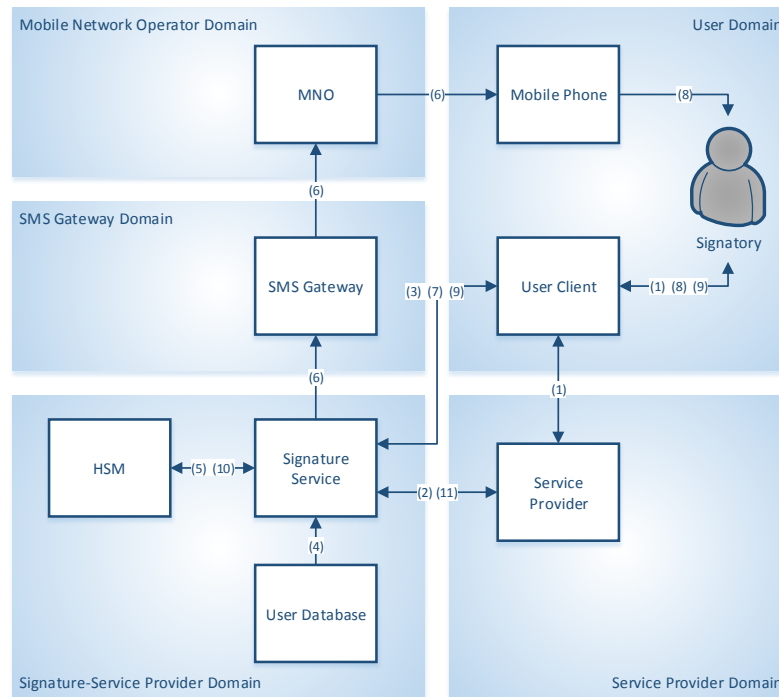 Mobile Network Operator Domain
User Domain
MNO
(6)
Mobile Phone
(8)
(6)
SMS Gateway Domain
Signatory
SMS Gateway
(3) (7) (9)
User Client
(1) (8) (9)
(6)
(1)
HSM
(5) (10)
Signature
Service
(2) (11)
Service
Provider
(4)
User Database
Signature-Service Provider Domain
Service Provider Domain